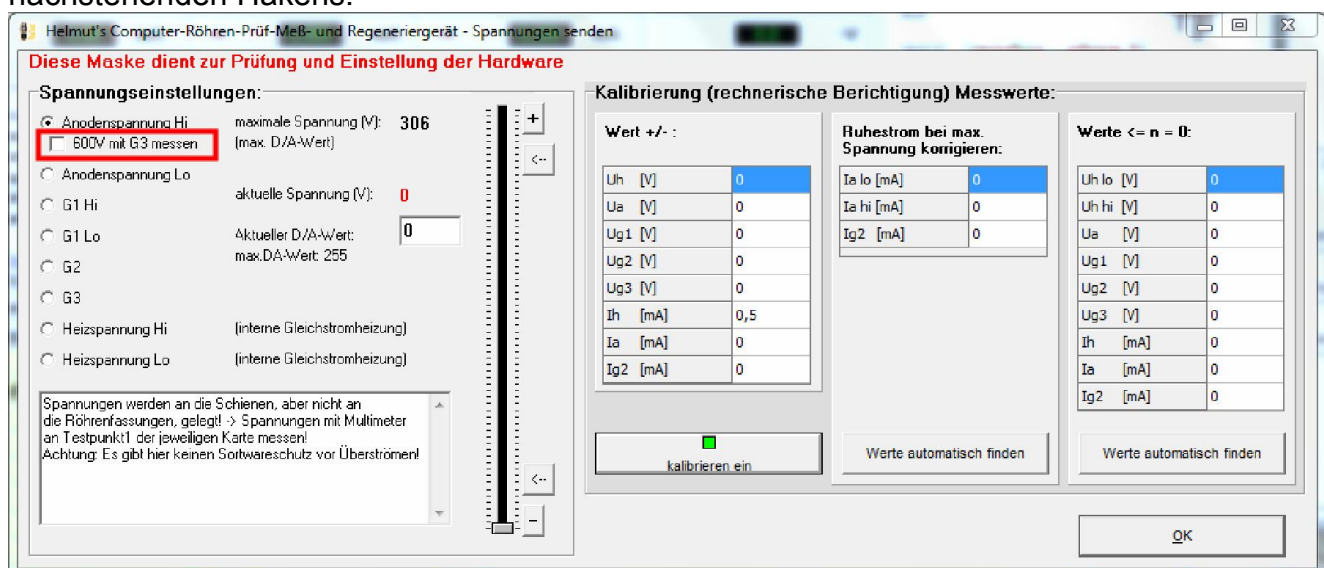 nachstehenden Hakens.
Helmut's Computer-Röhren-Prüf-Meß- und Regeneriergerät - Spannungen senden
Diese Maske dient zur Prüfung und Einstellung der Hardware
Spannungseinstellungen:
Anodenspannung Hi
600V mit G3 messen
Anodenspannung Lo
G1 Hi
G1 Lo
G2
G3
Heizspannung Hi (interne Gleichstromheizung)
Heizspannung Lo (interne Gleichstromheizung)
maximale Spannung (V): 306
(max. D/A-Wert)
aktuelle Spannung (V): 0
Aktueller D/A-Wert: 0
max.DA-Wert: 255
+
<--
<--
-
Spannungen werden an die Schienen, aber nicht an
die Röhrenfassungen, gelegt! -> Spannungen mit Multimeter
an Testpunkt1 der jeweiligen Karte messen!
Achtung: Es gibt hier keinen Sortwareschutz vor Überströmen!
Kalibrierung (rechnerische Berichtigung) Messwerte:
Wert +/- :
Uh [V] 0
Ua [V] 0
Ug1 [V] 0
Ug2 [V] 0
Ug3 [V] 0
Ih [mA] 0,5
Ia [mA] 0
Ig2 [mA] 0
kalibrieren ein
Ruhestrom bei max.
Spannung korrigieren:
Ia lo [mA] 0
Ia hi [mA] 0
Ig2 [mA] 0
Werte automatisch finden
Werte <= n = 0:
Uh lo [V] 0
Uh hi [V] 0
Ua [V] 0
Ug1 [V] 0
Ug2 [V] 0
Ug3 [V] 0
Ih [mA] 0
Ia [mA] 0
Ig2 [mA] 0
Werte automatisch finden
OK